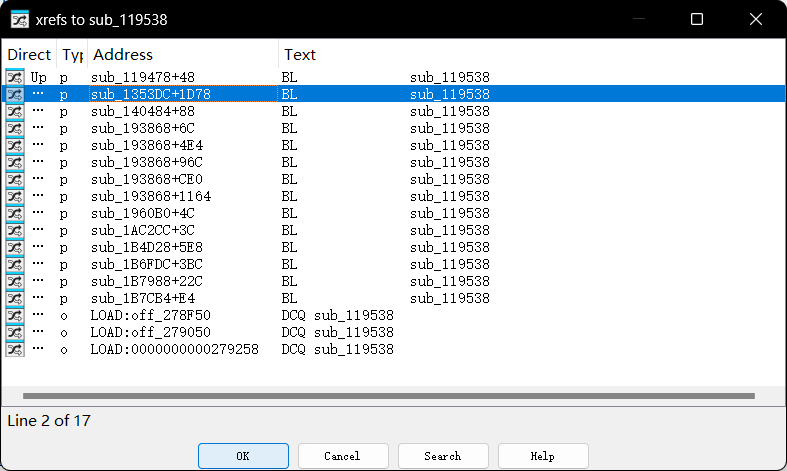 xrefs to sub_119538
Direct Typ Address Text
Up p sub_119478+48 BL sub_119538
... p sub_1353DC+1D78 BL sub_119538
... p sub_140484+88 BL sub_119538
... p sub_193868+6C BL sub_119538
... p sub_193868+4E4 BL sub_119538
... p sub_193868+96C BL sub_119538
... p sub_193868+CE0 BL sub_119538
... p sub_193868+1164 BL sub_119538
... p sub_1960B0+4C BL sub_119538
... p sub_1AC2CC+3C BL sub_119538
... p sub_1B4D28+5E8 BL sub_119538
... p sub_1B6FDC+3BC BL sub_119538
... p sub_1B7988+22C BL sub_119538
... p sub_1B7CB4+E4 BL sub_119538
... o LOAD:off_278F50 DCQ sub_119538
... o LOAD:off_279050 DCQ sub_119538
... o LOAD:0000000000279258 DCQ sub_119538
Line 2 of 17
OK Cancel Search Help